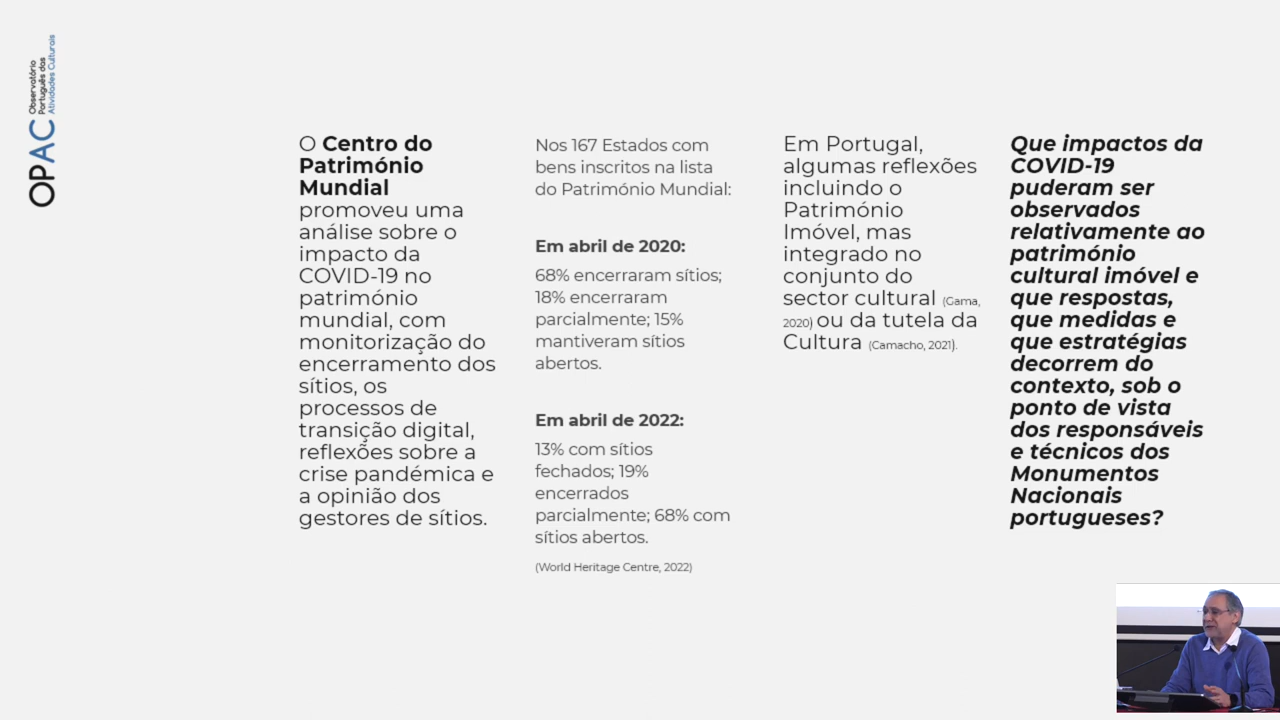 OPAC
Observatório
Português das
Atividades Culturais
O Centro do
Património
Mundial
promoveu uma
análise sobre o
impacto da
COVID-19 no
património
mundial, com
monitorização do
encerramento dos
sítios, os
processos de
transição digital,
reflexões sobre a
crise pandémica e
a opinião dos
gestores de sítios.
Nos 167 Estados com
bens inscritos na lista
do Património Mundial:
Em abril de 2020:
68% encerraram sítios;
18% encerraram
parcialmente; 15%
mantiveram sítios
abertos.
Em abril de 2022:
13% com sítios
fechados; 19%
encerrados
parcialmente; 68% com
sítios abertos.
(World Heritage Centre, 2022)
Em Portugal,
algumas reflexões
incluindo o
Património
Imóvel, mas
integrado no
conjunto do
sector cultural (Gama,
2020) ou da tutela da
Cultura (Camacho, 2021).
Que impactos da
COVID-19
puderam ser
observados
relativamente ao
património
cultural imóvel e
que respostas,
que medidas e
que estratégias
decorrem do
contexto, sob o
ponto de vista
dos responsáveis
e técnicos dos
Monumentos
Nacionais
portugueses?